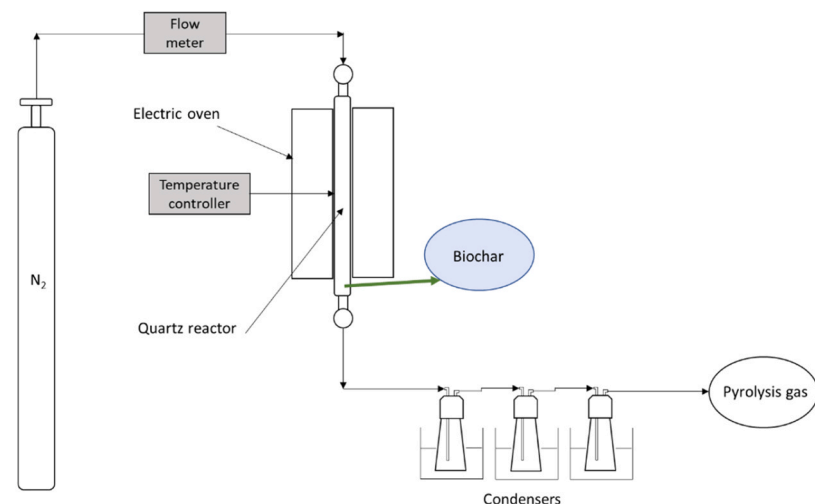 Flow
meter
Electric oven
Temperature
controller
N₂
Biochar
Quartz reactor
Pyrolysis gas
Condensers